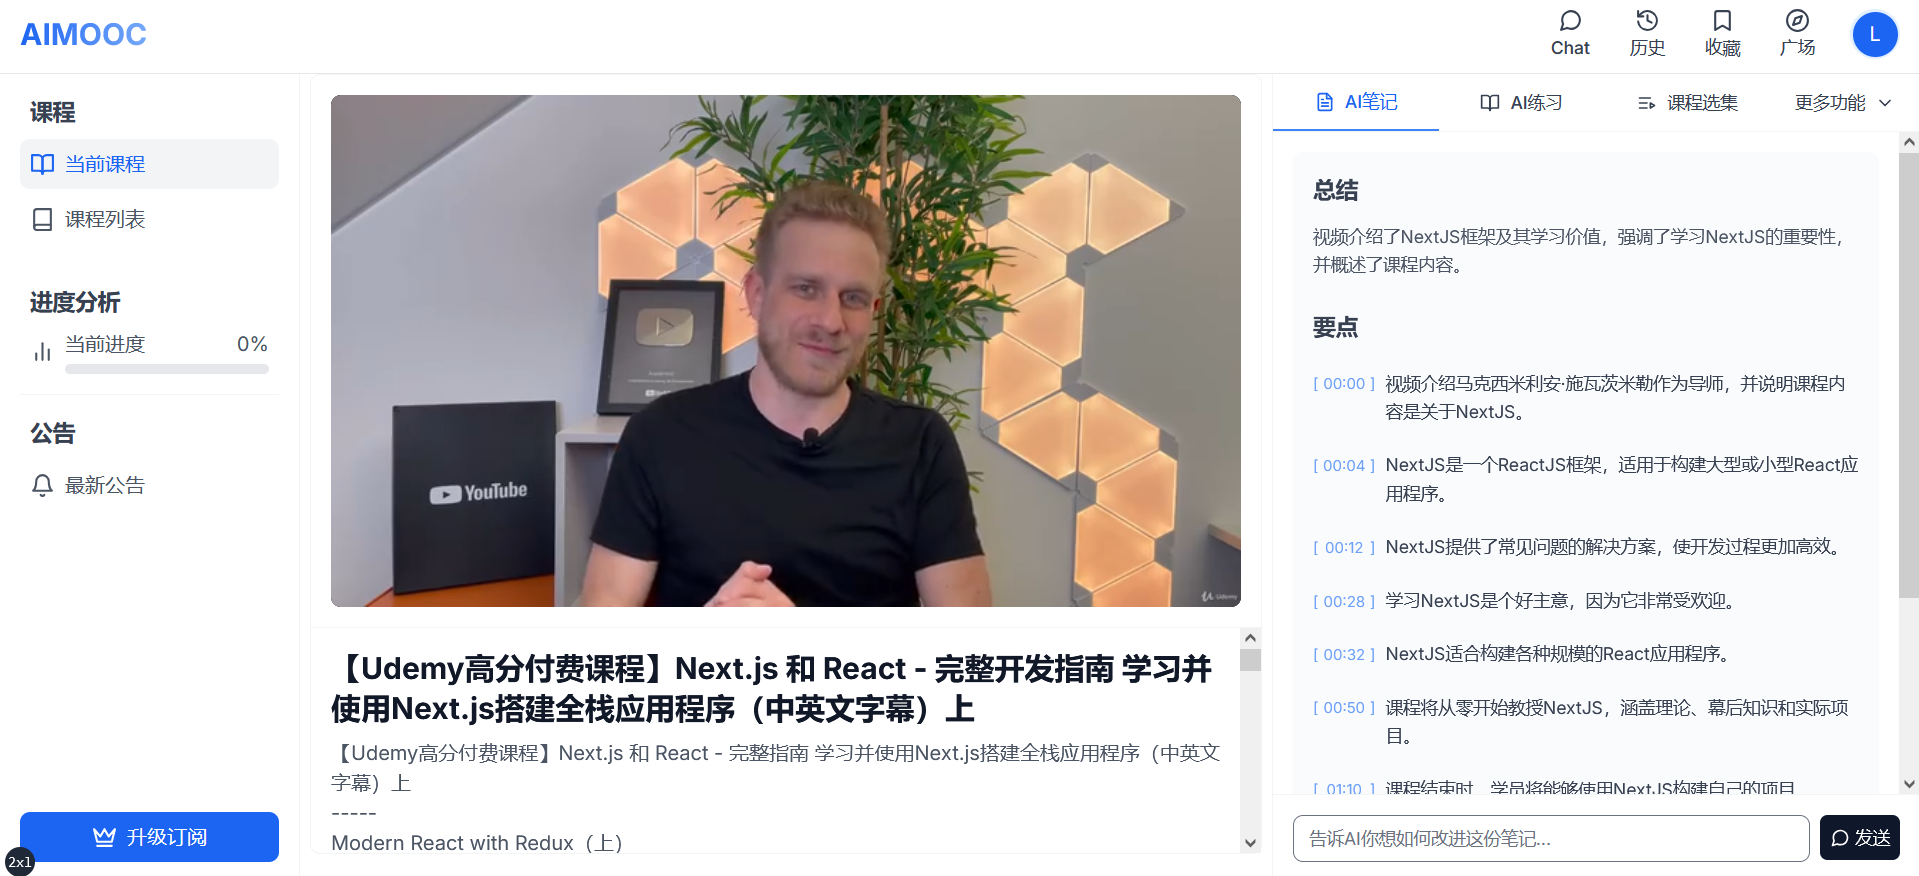 AIMOOC
Chat
历史
收藏
广场
L
课程
当前课程
课程列表
进度分析
当前进度 0%
公告
最新公告
升级订阅
2x1
YouTube
Udemy
【Udemy高分付费课程】Next.js 和 React - 完整开发指南 学习并
使用Next.js搭建全栈应用程序（中英文字幕）上
【Udemy高分付费课程】Next.js 和 React - 完整指南 学习并使用Next.js搭建全栈应用程序（中英文
字幕）上
-----
Modern React with Redux（上）
AI笔记
AI练习
课程选集
更多功能
总结
视频介绍了NextJS框架及其学习价值，强调了学习NextJS的重要性，
并概述了课程内容。
要点
[ 00:00 ] 视频介绍马克西米利安·施瓦茨米勒作为导师，并说明课程内
容是关于NextJS。
[ 00:04 ] NextJS是一个ReactJS框架，适用于构建大型或小型React应
用程序。
[ 00:12 ] NextJS提供了常见问题的解决方案，使开发过程更加高效。
[ 00:28 ] 学习NextJS是个好主意，因为它非常受欢迎。
[ 00:32 ] NextJS适合构建各种规模的React应用程序。
[ 00:50 ] 课程将从零开始教授NextJS，涵盖理论、幕后知识和实际项
目。
[ 01:10 ] 课程结束时，学员将能够使用NextJS构建自己的项目
告诉AI你想如何改进这份笔记...
发送